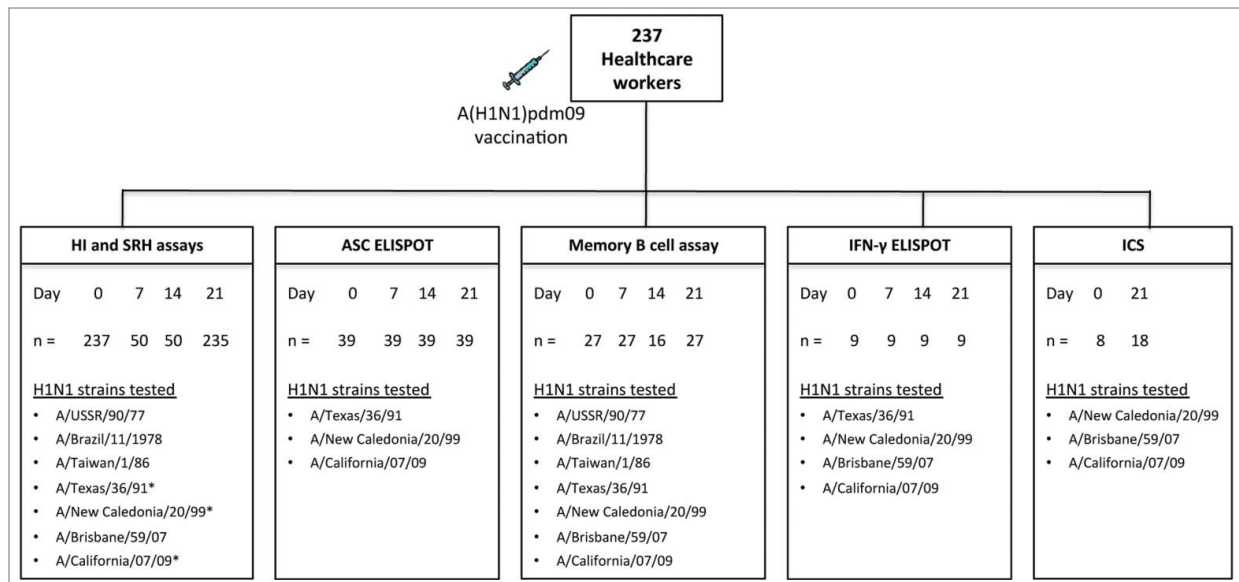 237
Healthcare
workers
A(H1N1)pdm09
vaccination
HI and SRH assays
Day 0 7 14 21
n = 237 50 50 235
H1N1 strains tested
• A/USSR/90/77
• A/Brazil/11/1978
• A/Taiwan/1/86
• A/Texas/36/91*
• A/New Caledonia/20/99*
• A/Brisbane/59/07
• A/California/07/09*
ASC ELISPOT
Day 0 7 14 21
n = 39 39 39 39
H1N1 strains tested
• A/Texas/36/91
• A/New Caledonia/20/99
• A/California/07/09
Memory B cell assay
Day 0 7 14 21
n = 27 27 16 27
H1N1 strains tested
• A/USSR/90/77
• A/Brazil/11/1978
• A/Taiwan/1/86
• A/Texas/36/91
• A/New Caledonia/20/99
• A/Brisbane/59/07
• A/California/07/09
IFN-γ ELISPOT
Day 0 7 14 21
n = 9 9 9 9
H1N1 strains tested
• A/Texas/36/91
• A/New Caledonia/20/99
• A/Brisbane/59/07
• A/California/07/09
ICS
Day 0 21
n = 8 18
H1N1 strains tested
• A/New Caledonia/20/99
• A/Brisbane/59/07
• A/California/07/09